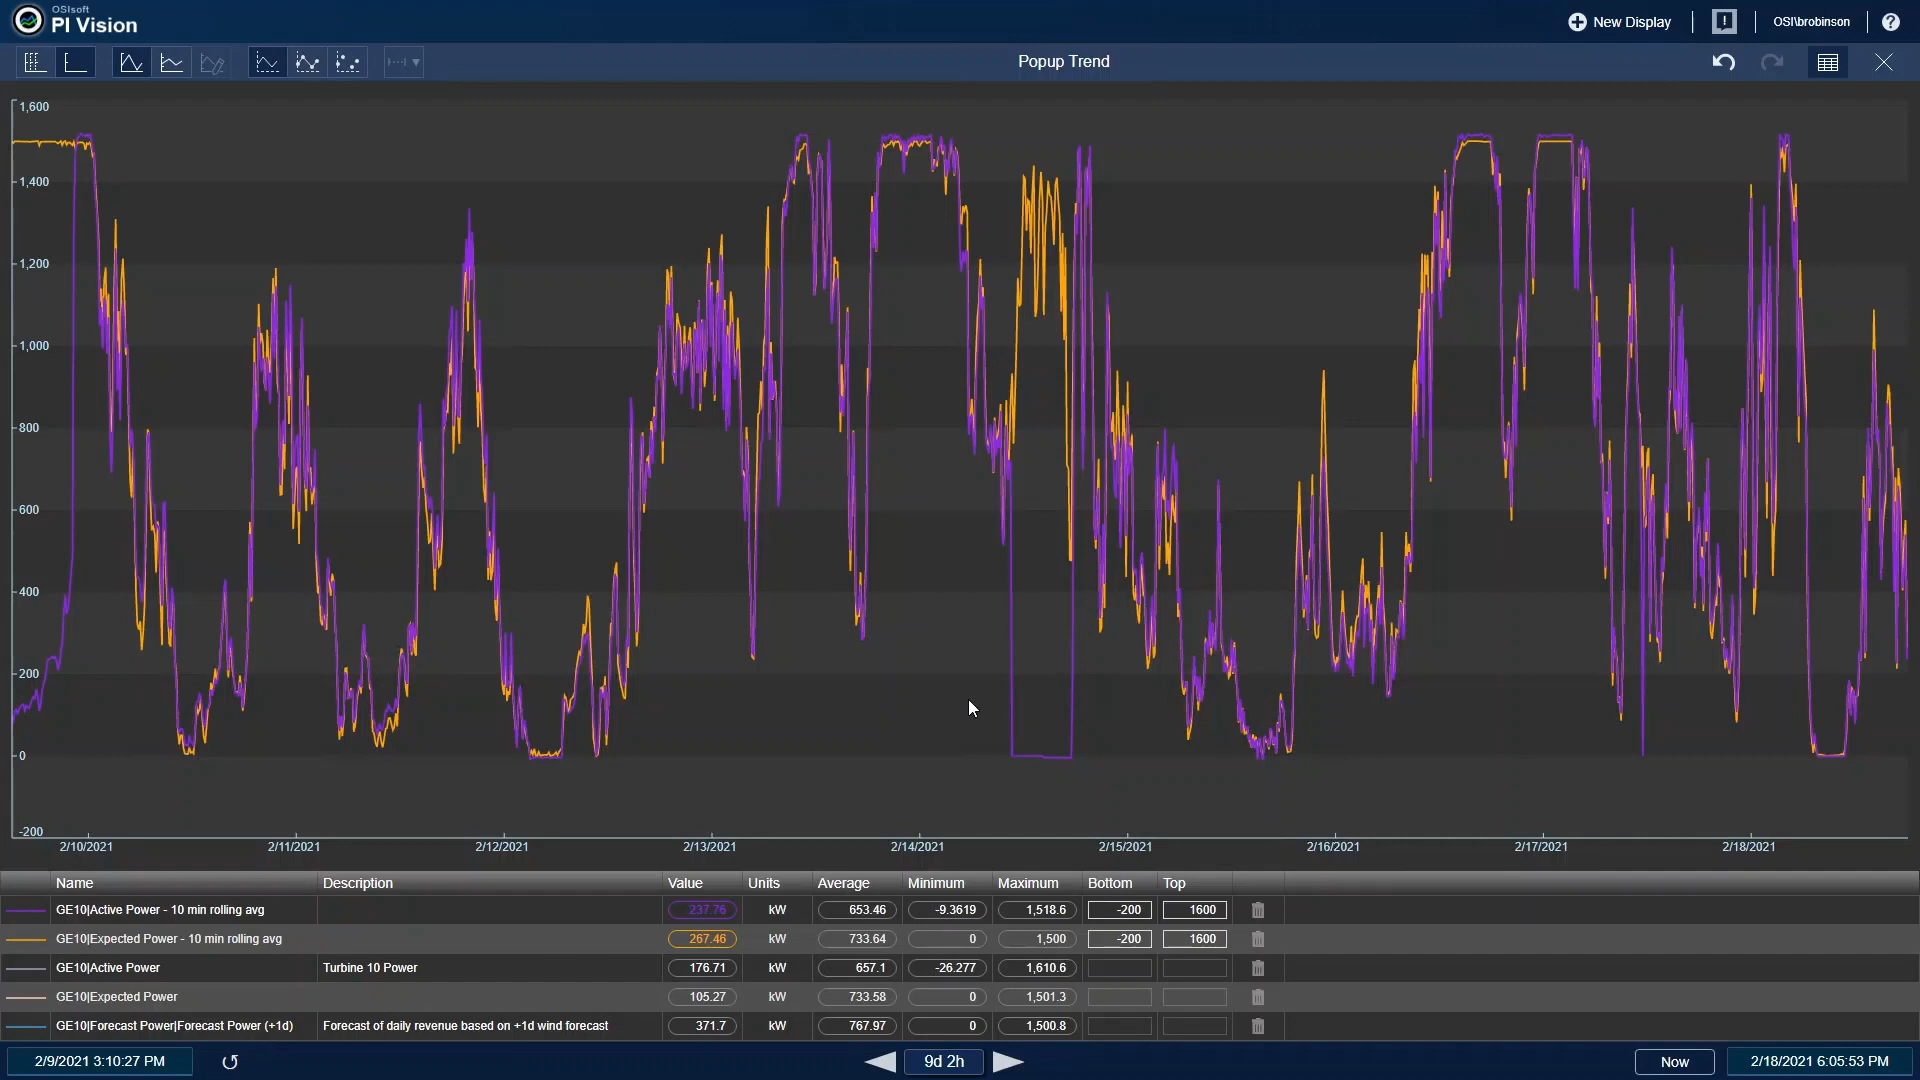 OSIsoft
PI Vision
New Display
OSI\brobinson
Popup Trend
1,600
1,400
1,200
1,000
800
600
400
200
0
-200
2/10/2021 2/11/2021 2/12/2021 2/13/2021 2/14/2021 2/15/2021 2/16/2021 2/17/2021 2/18/2021
Name Description Value Units Average Minimum Maximum Bottom Top
GE10|Active Power - 10 min rolling avg 237.76 kW 653.46 -9.3619 1,518.6 -200 1600
GE10|Expected Power - 10 min rolling avg 267.46 kW 733.64 0 1,500 -200 1600
GE10|Active Power Turbine 10 Power 176.71 kW 657.1 -26.277 1,610.6
GE10|Expected Power 105.27 kW 733.58 0 1,501.3
GE10|Forecast Power|Forecast Power (+1d) Forecast of daily revenue based on +1d wind forecast 371.7 kW 767.97 0 1,500.8
2/9/2021 3:10:27 PM 9d 2h Now 2/18/2021 6:05:53 PM